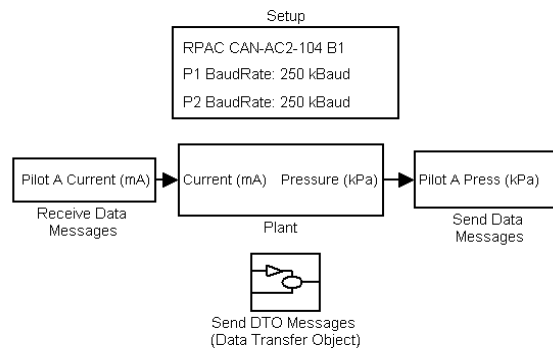 Setup
RPAC CAN-AC2-104 B1
P1 BaudRate: 250 kBaud
P2 BaudRate: 250 kBaud
Pilot A Current (mA)
Receive Data
Messages
Current (mA) Pressure (kPa)
Plant
Pilot A Press (kPa)
Send Data
Messages
Send DTO Messages
(Data Transfer Object)